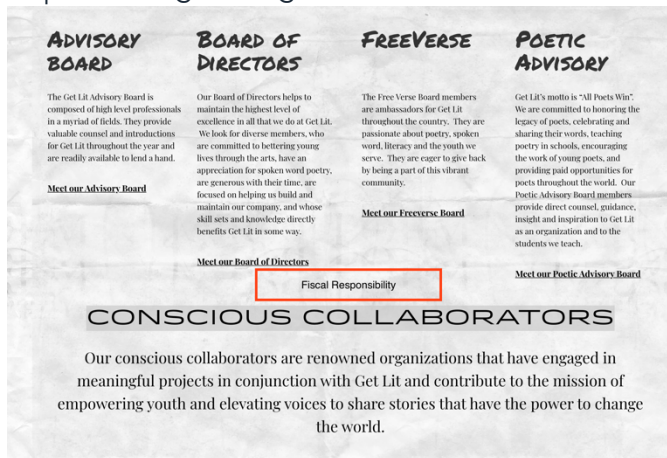 ADVISORY
BOARD
The Get Lit Advisory Board is
composed of high level professionals
in a myriad of fields. They provide
valuable counsel and introductions
for Get Lit throughout the year and
are readily available to lend a hand.
Meet our Advisory Board
BOARD OF
DIRECTORS
Our Board of Directors helps to
maintain the highest level of
excellence in all that we do at Get Lit.
We look for diverse members, who
are committed to bettering young
lives through the arts, have an
appreciation for spoken word poetry,
are generous with their time, are
focused on helping us build and
maintain our company, and whose
skill sets and knowledge directly
benefits Get Lit in some way.
Meet our Board of Directors
FREEVERSE
The Free Verse Board members
are ambassadors for Get Lit
throughout the country. They are
passionate about poetry, spoken
word, literacy and the youth we
serve. They are eager to give back
by being a part of this vibrant
community.
Meet our Freeverse Board
POETIC
ADVISORY
Get Lit's motto is "All Poets Win".
We are committed to honoring the
legacy of poets, celebrating and
sharing their words, teaching
poetry in schools, encouraging
the work of young poets, and
providing paid opportunities for
poets throughout the world. Our
Poetic Advisory Board members
provide direct counsel, guidance,
insight and inspiration to Get Lit
as an organization and to the
students we teach.
Meet our Poetic Advisory Board
Fiscal Responsibility
CONSCIOUS COLLABORATORS
Our conscious collaborators are renowned organizations that have engaged in
meaningful projects in conjunction with Get Lit and contribute to the mission of
empowering youth and elevating voices to share stories that have the power to change
the world.